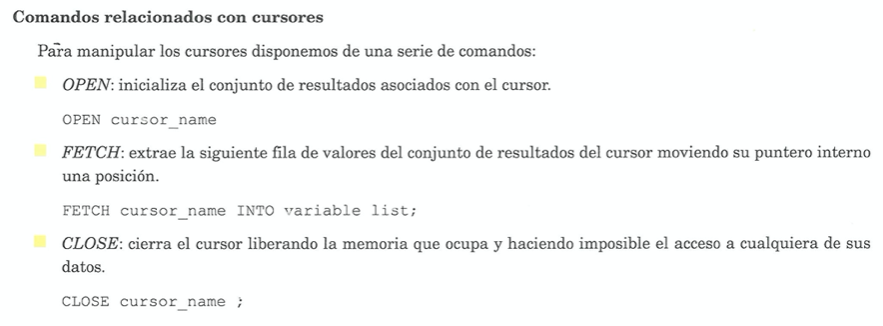 Comandos relacionados con cursores
Para manipular los cursores disponemos de una serie de comandos:
OPEN: inicializa el conjunto de resultados asociados con el cursor.
OPEN cursor_name
FETCH: extrae la siguiente fila de valores del conjunto de resultados del cursor moviendo su puntero interno
una posición.
FETCH cursor_name INTO variable list;
CLOSE: cierra el cursor liberando la memoria que ocupa y haciendo imposible el acceso a cualquiera de sus
datos.
CLOSE cursor_name ;